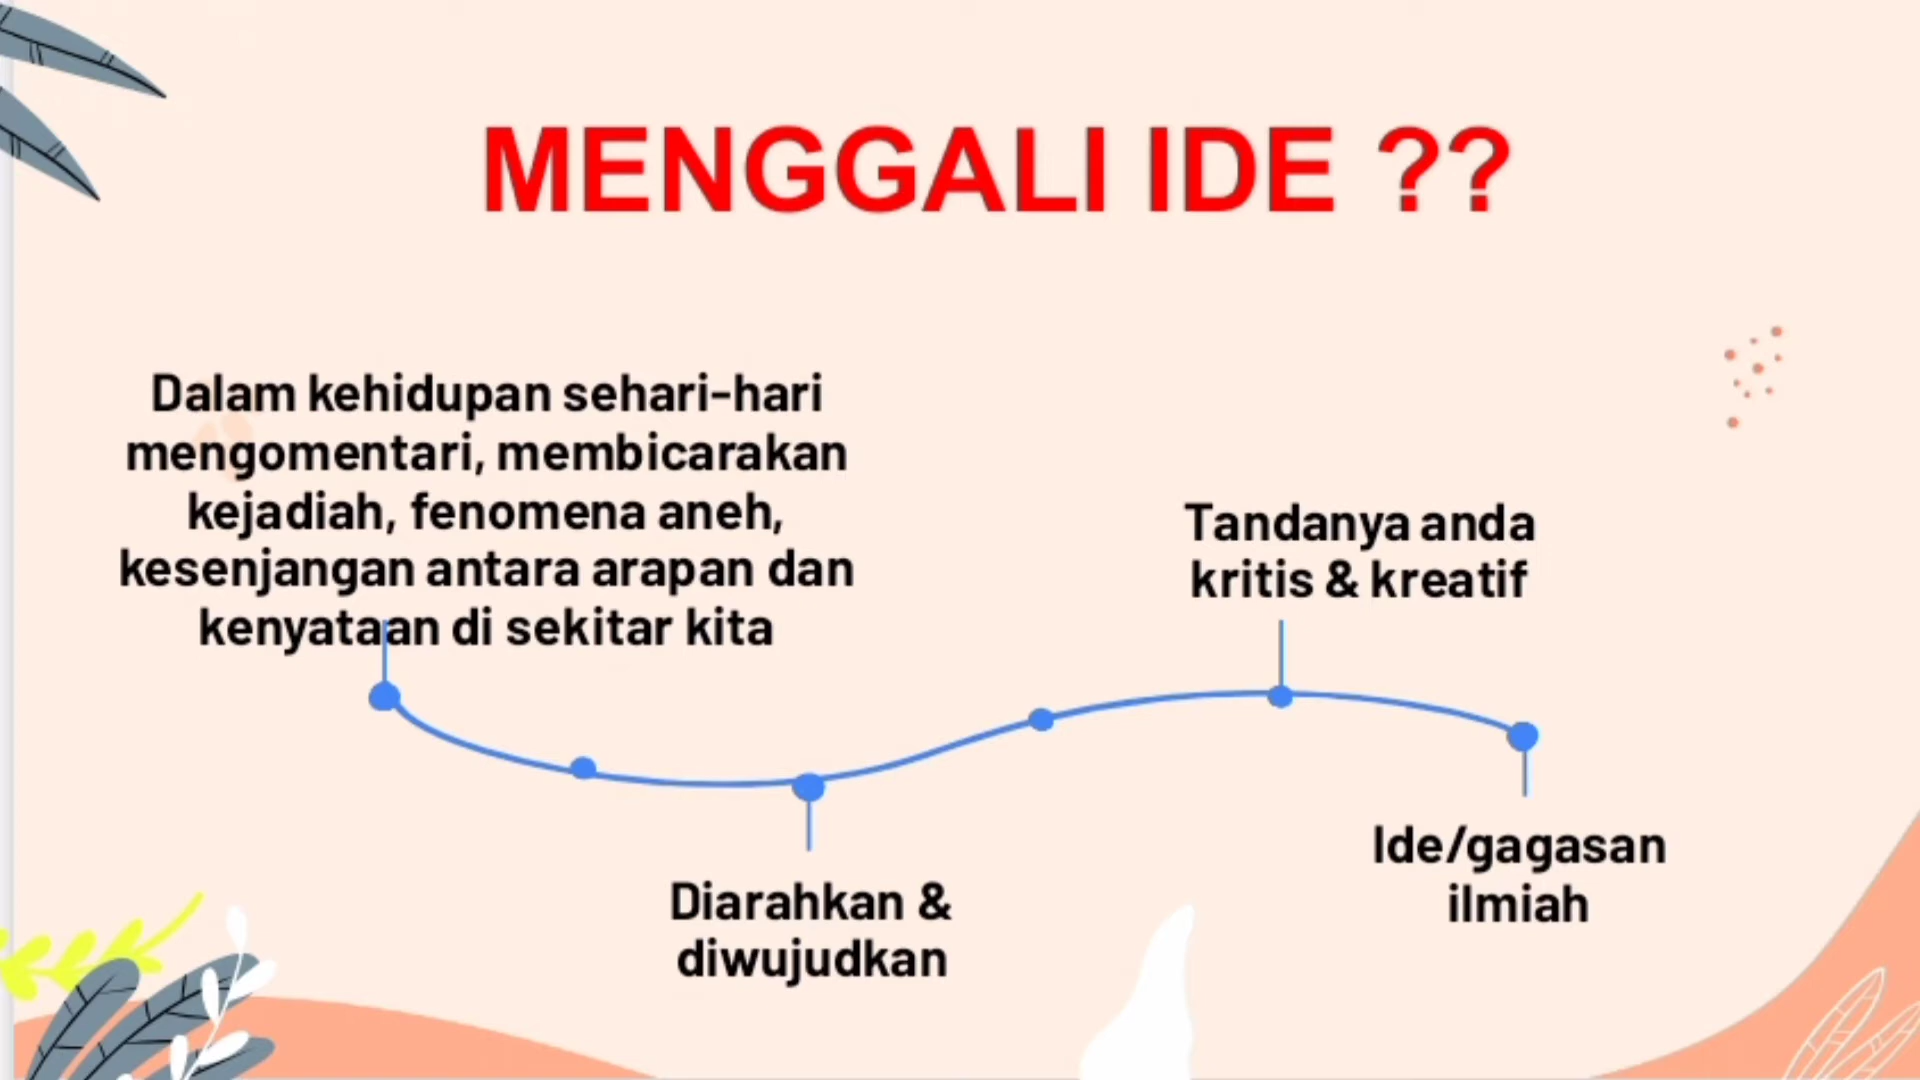 MENGGALI IDE ??
Dalam kehidupan sehari-hari
mengomentari, membicarakan
kejadiah, fenomena aneh,
kesenjangan antara arapan dan
kenyataan di sekitar kita
Tandanya anda
kritis & kreatif
Diarahkan &
diwujudkan
Ide/gagasan
ilmiah